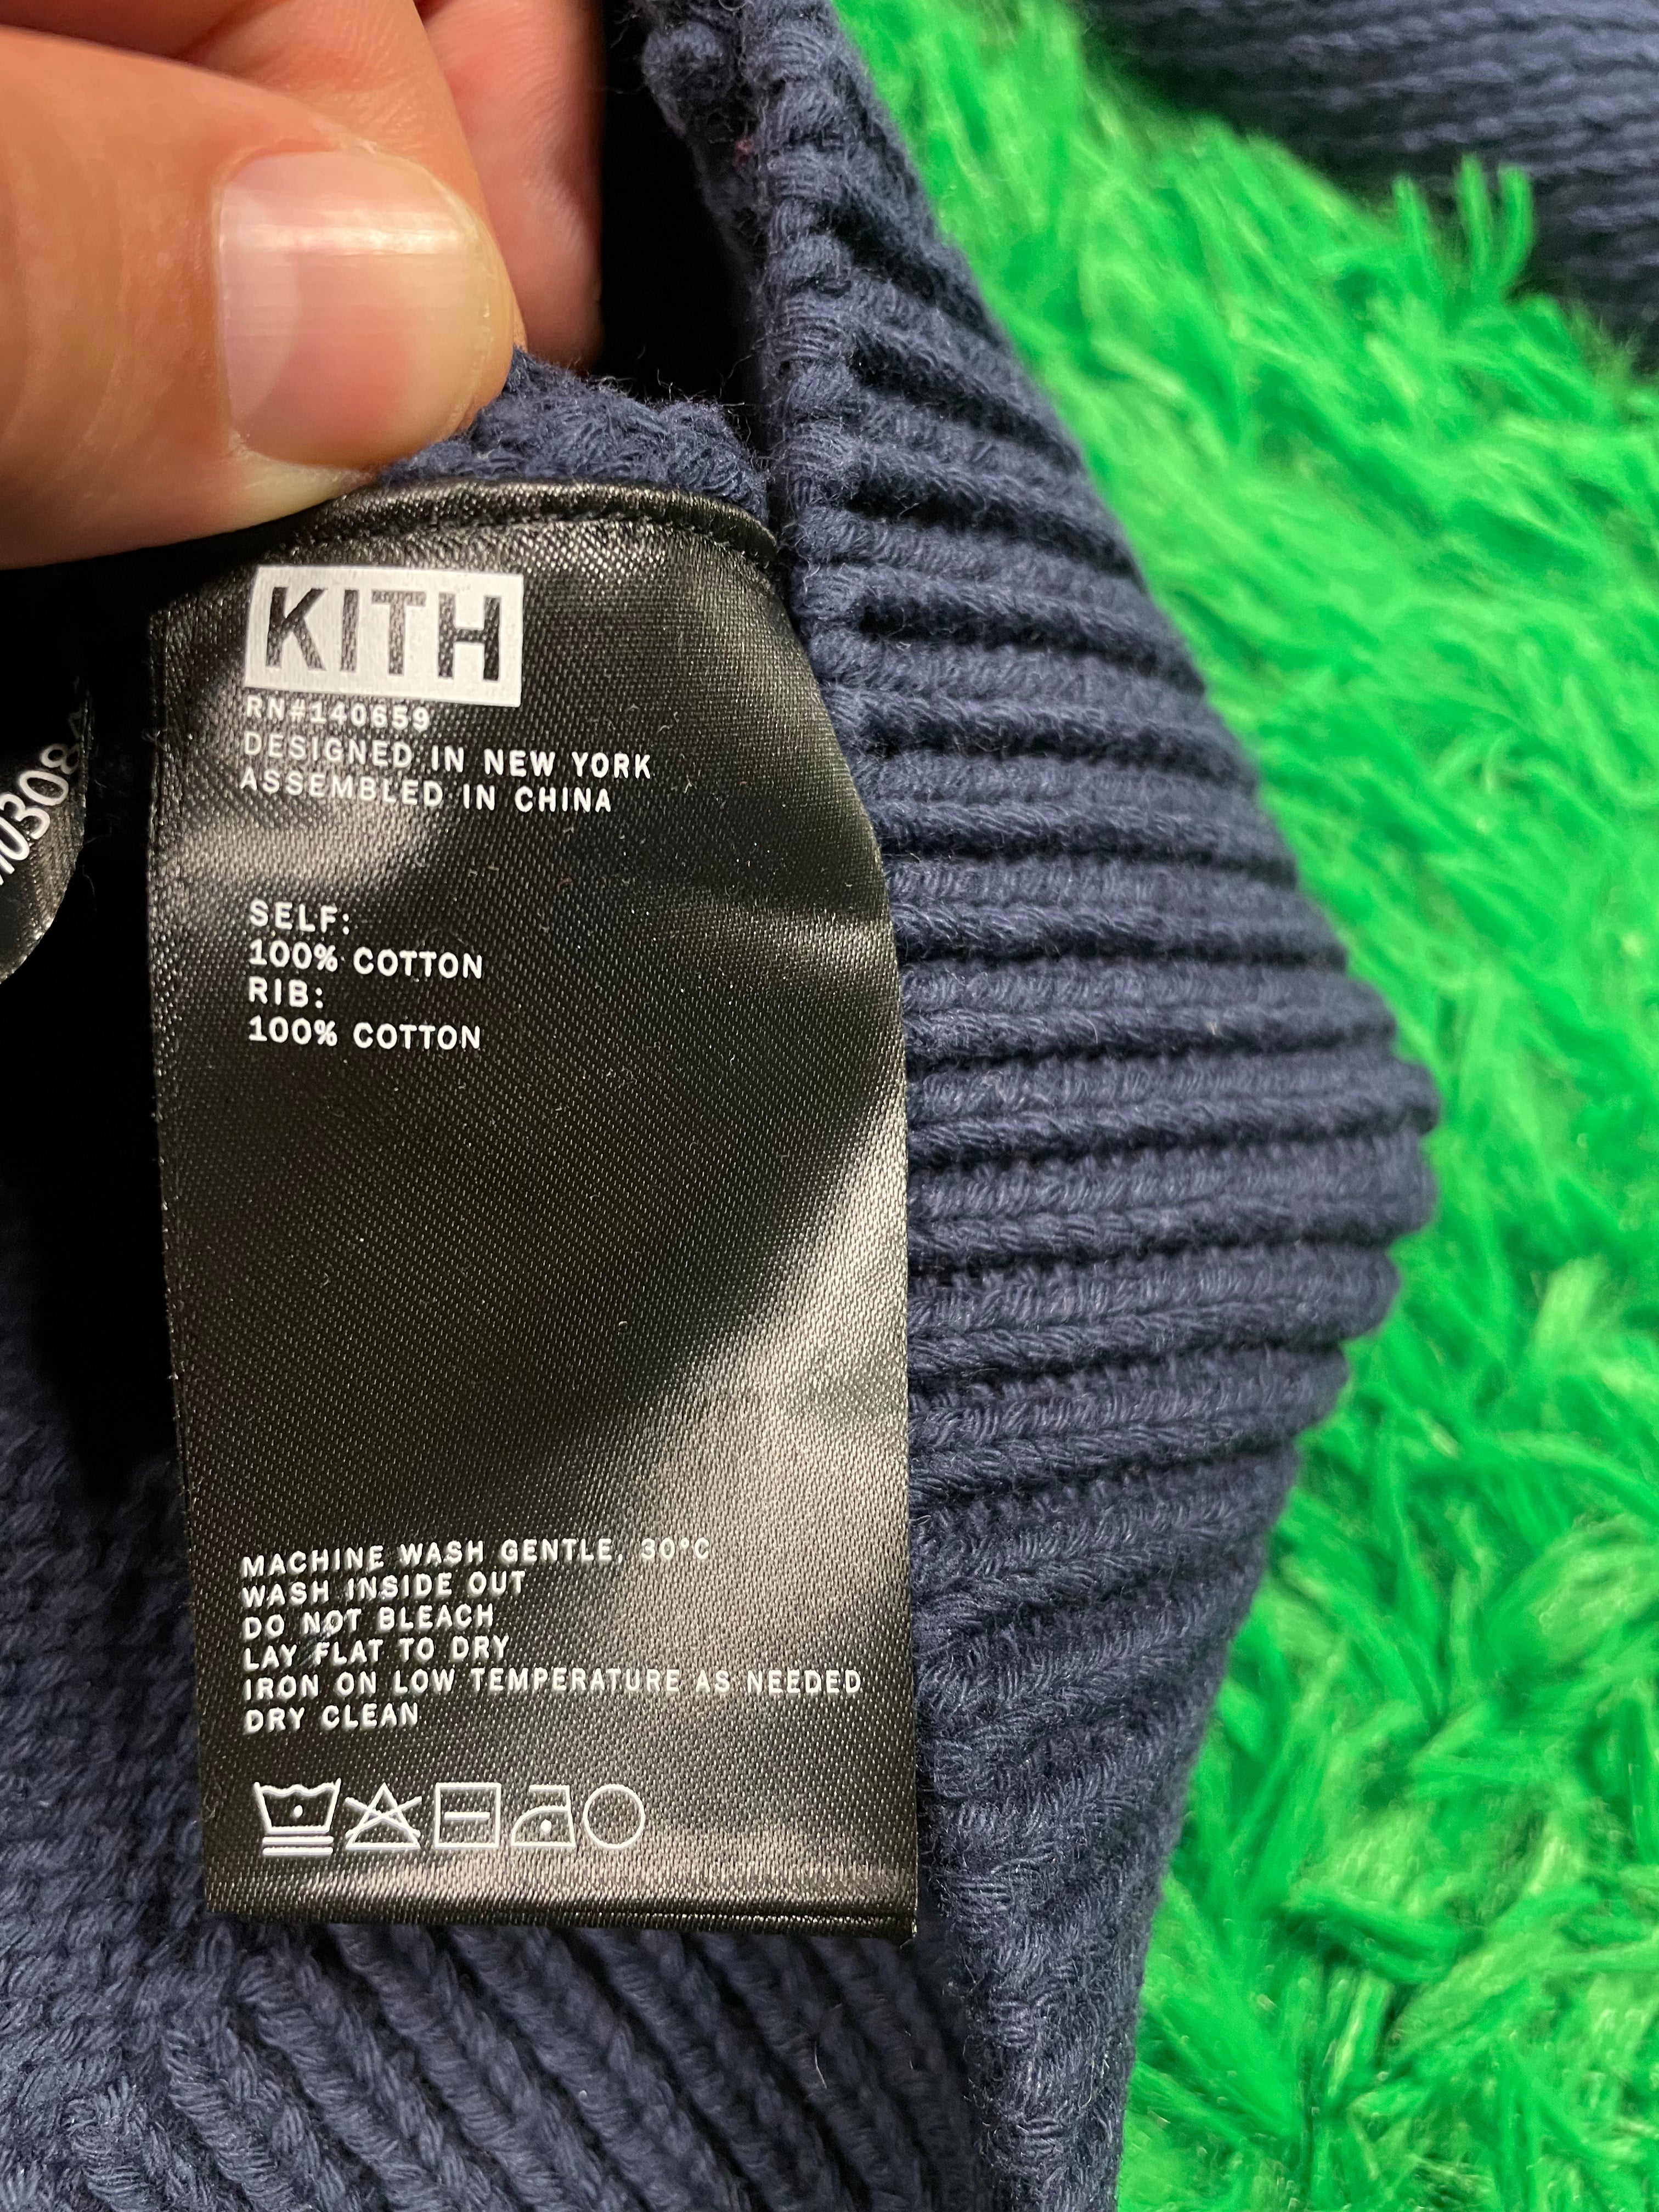 KITH
RN#140659
DESIGNED IN NEW YORK
ASSEMBLED IN CHINA
SELF:
100% COTTON
RIB:
100% COTTON
MACHINE WASH GENTLE, 30°C
WASH INSIDE OUT
DO NOT BLEACH
LAY FLAT TO DRY
IRON ON LOW TEMPERATURE AS NEEDED
DRY CLEAN